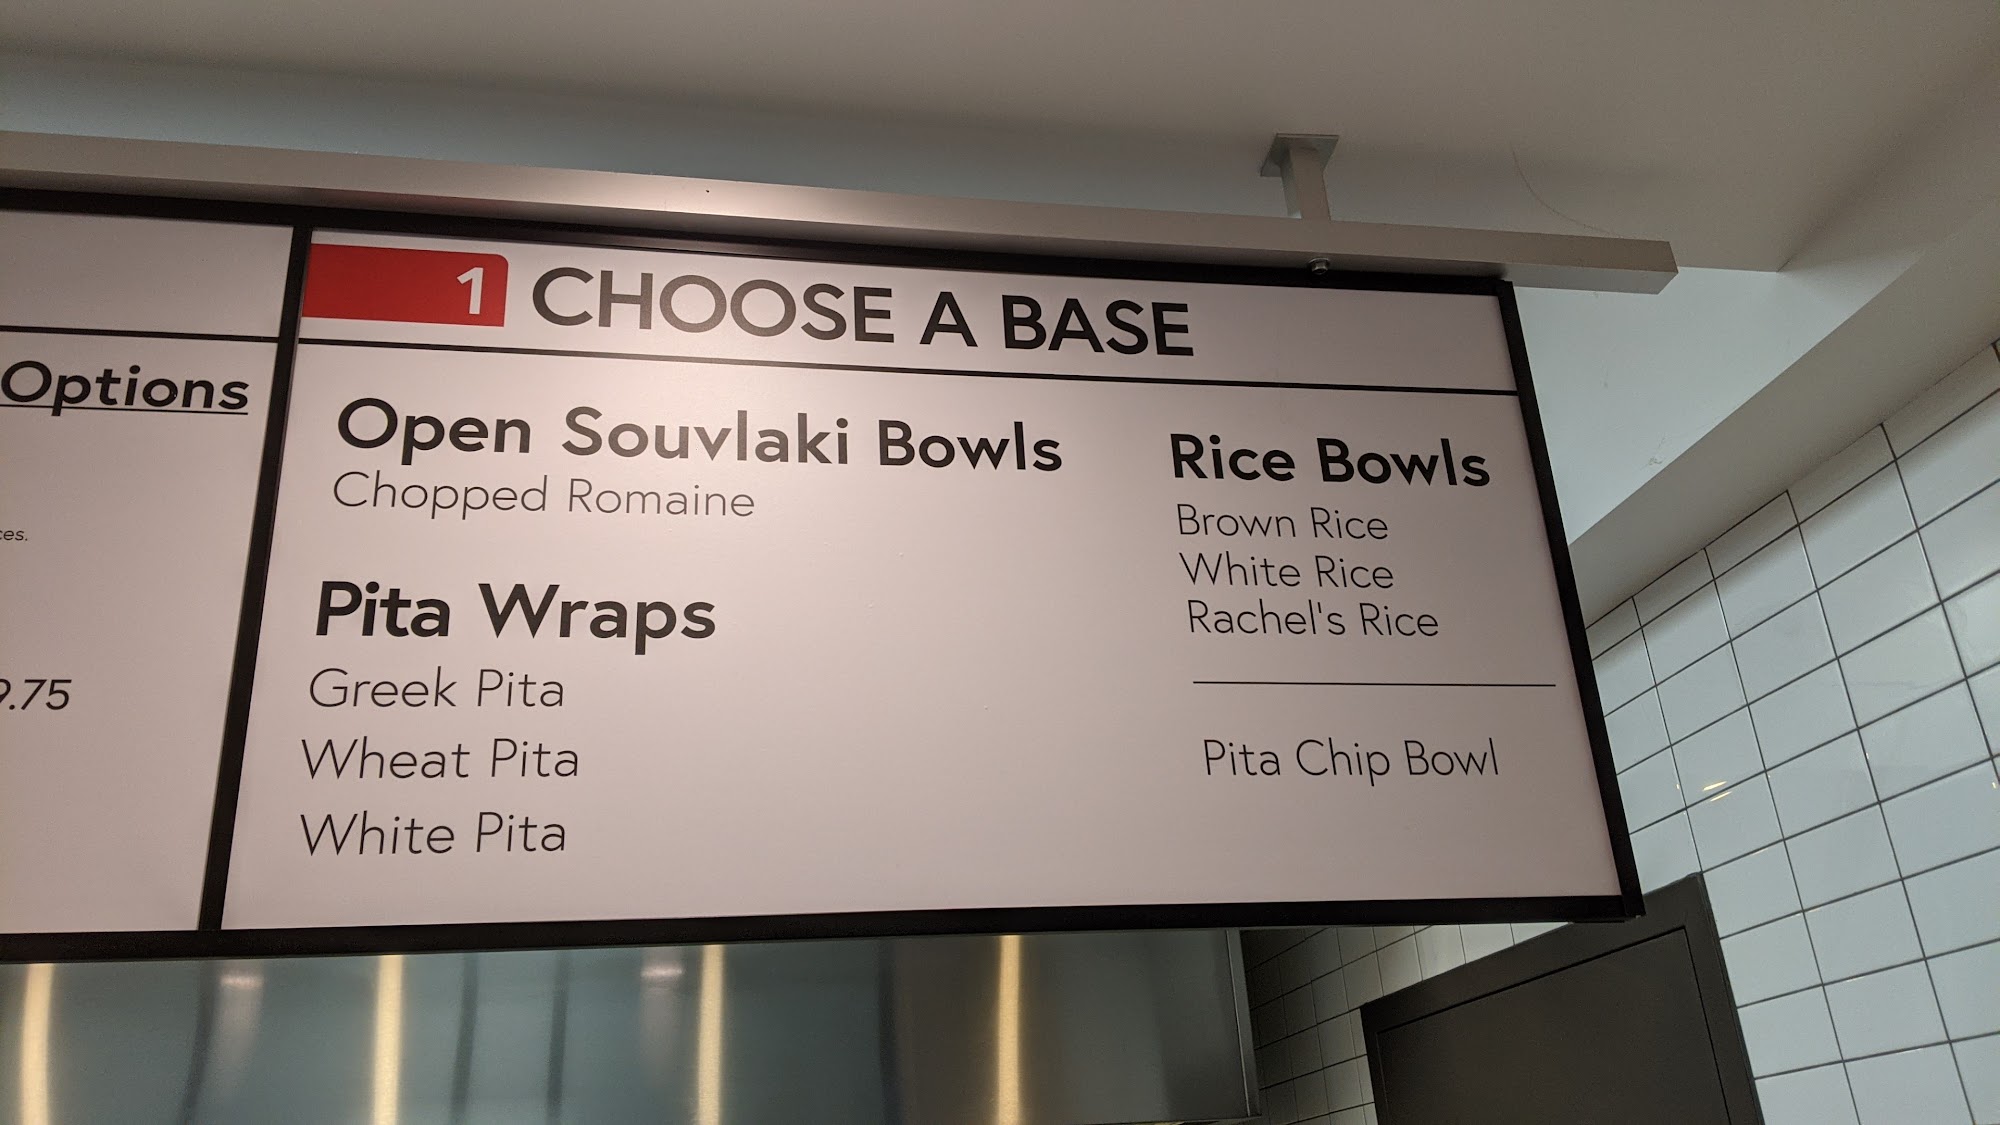 Options
1 CHOOSE A BASE
Open Souvlaki Bowls
Chopped Romaine
Pita Wraps
Greek Pita
Wheat Pita
White Pita
Rice Bowls
Brown Rice
White Rice
Rachel's Rice
Pita Chip Bowl